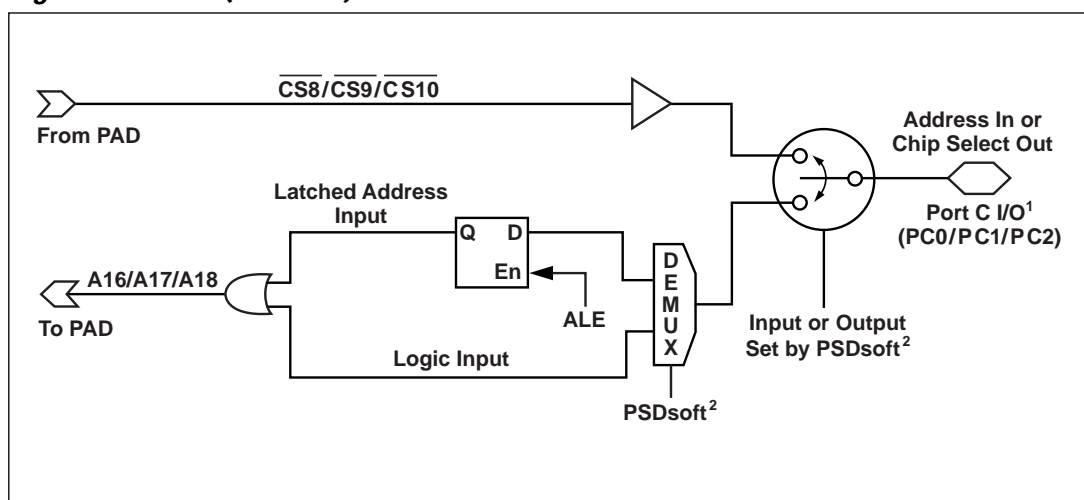 CS8/CS9/CS10
From PAD
Address In or
Chip Select Out
Port C I/O¹
(PC0/PC1/PC2)
Latched Address
Input
Q D
En
ALE
DEMUX
A16/A17/A18
To PAD
Logic Input
Input or Output
Set by PSDsoft²
PSDsoft²